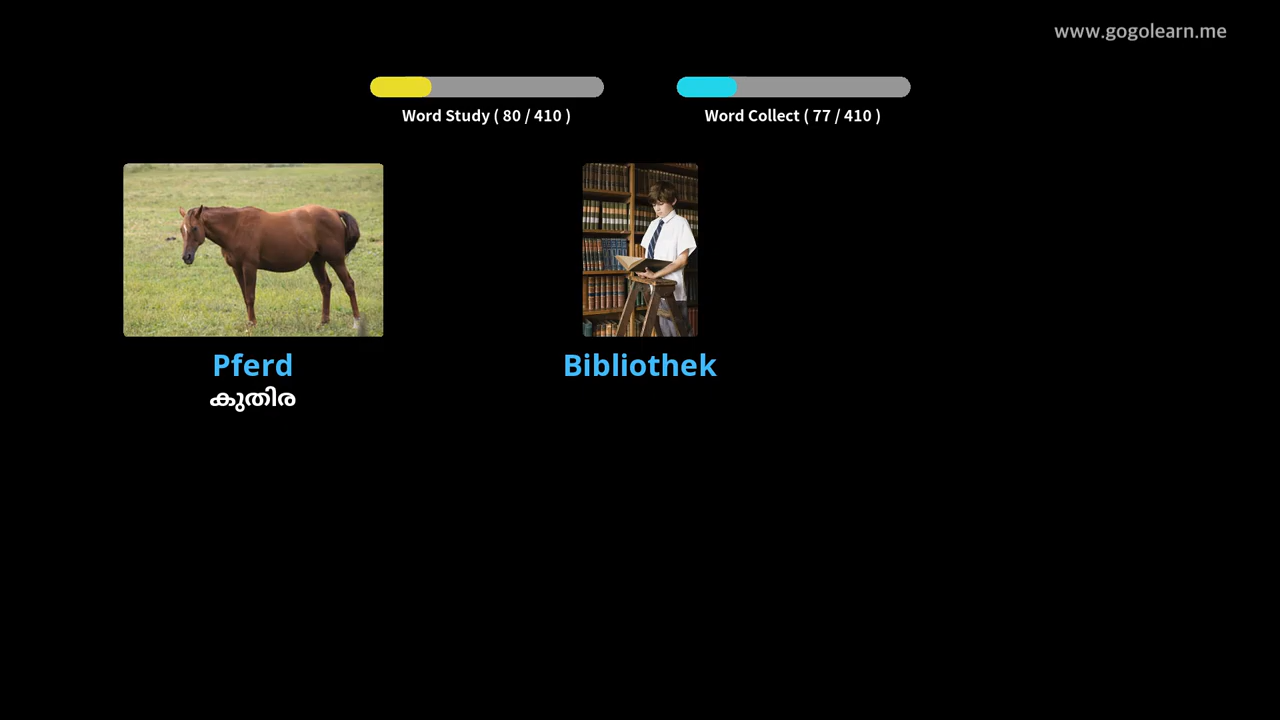 www.gogolearn.me
Word Study ( 80 / 410 )
Word Collect ( 77 / 410 )
Pferd
കുതിര
Bibliothek